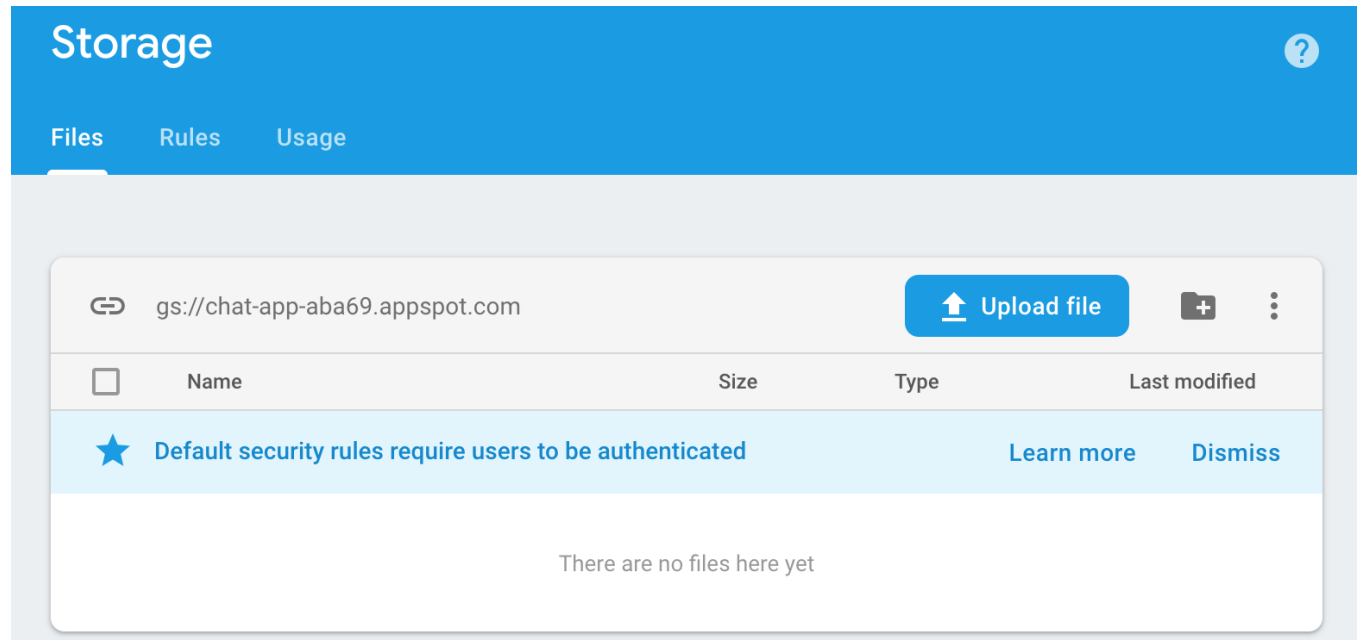 Storage
?
Files Rules Usage
gs://chat-app-aba69.appspot.com Upload file
Name Size Type Last modified
Default security rules require users to be authenticated Learn more Dismiss
There are no files here yet